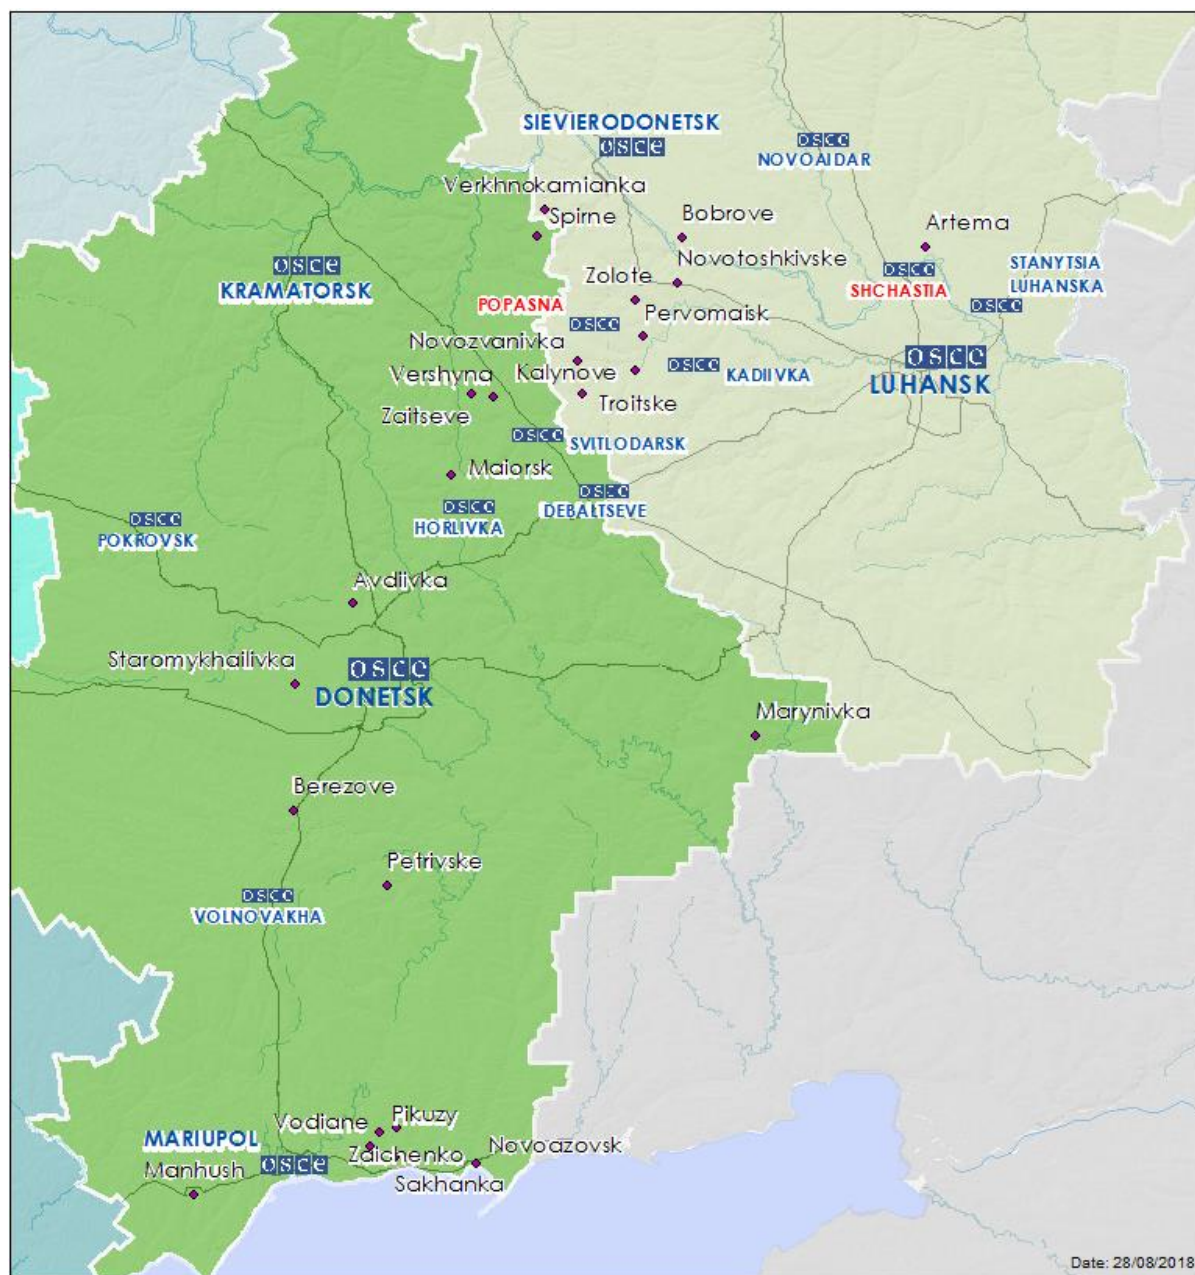 SIEVIERODONETSK
osce
osce
NOVOAIDAR
Verkhnokamianka
Spirne
Bobrove
Artema
Novotoshkivske
osce
KRAMATORSK
Zolote
osce
SHCHASTIA
STANYTSIA
LUHANSKA
osce
POPASNA
osce
Pervomaisk
Novozvanivka
osce
LUHANSK
Vershyna
Kalynove
osce
KADIIVKA
Zaitseve
Troitske
osce
SVITLODARSK
Maiorsk
osce
DEBALTSEVE
osce
HORLIVKA
osce
POKROVSK
Avdiivka
Staromykhailivka
osce
DONETSK
Marynivka
Berezove
Petrivske
osce
VOLNOVAKHA
Vodiane
Pikuzy
MARIUPOL
Zaichenko
Novoazovsk
Manhush
osce
Sakhanka
Date: 28/08/2018